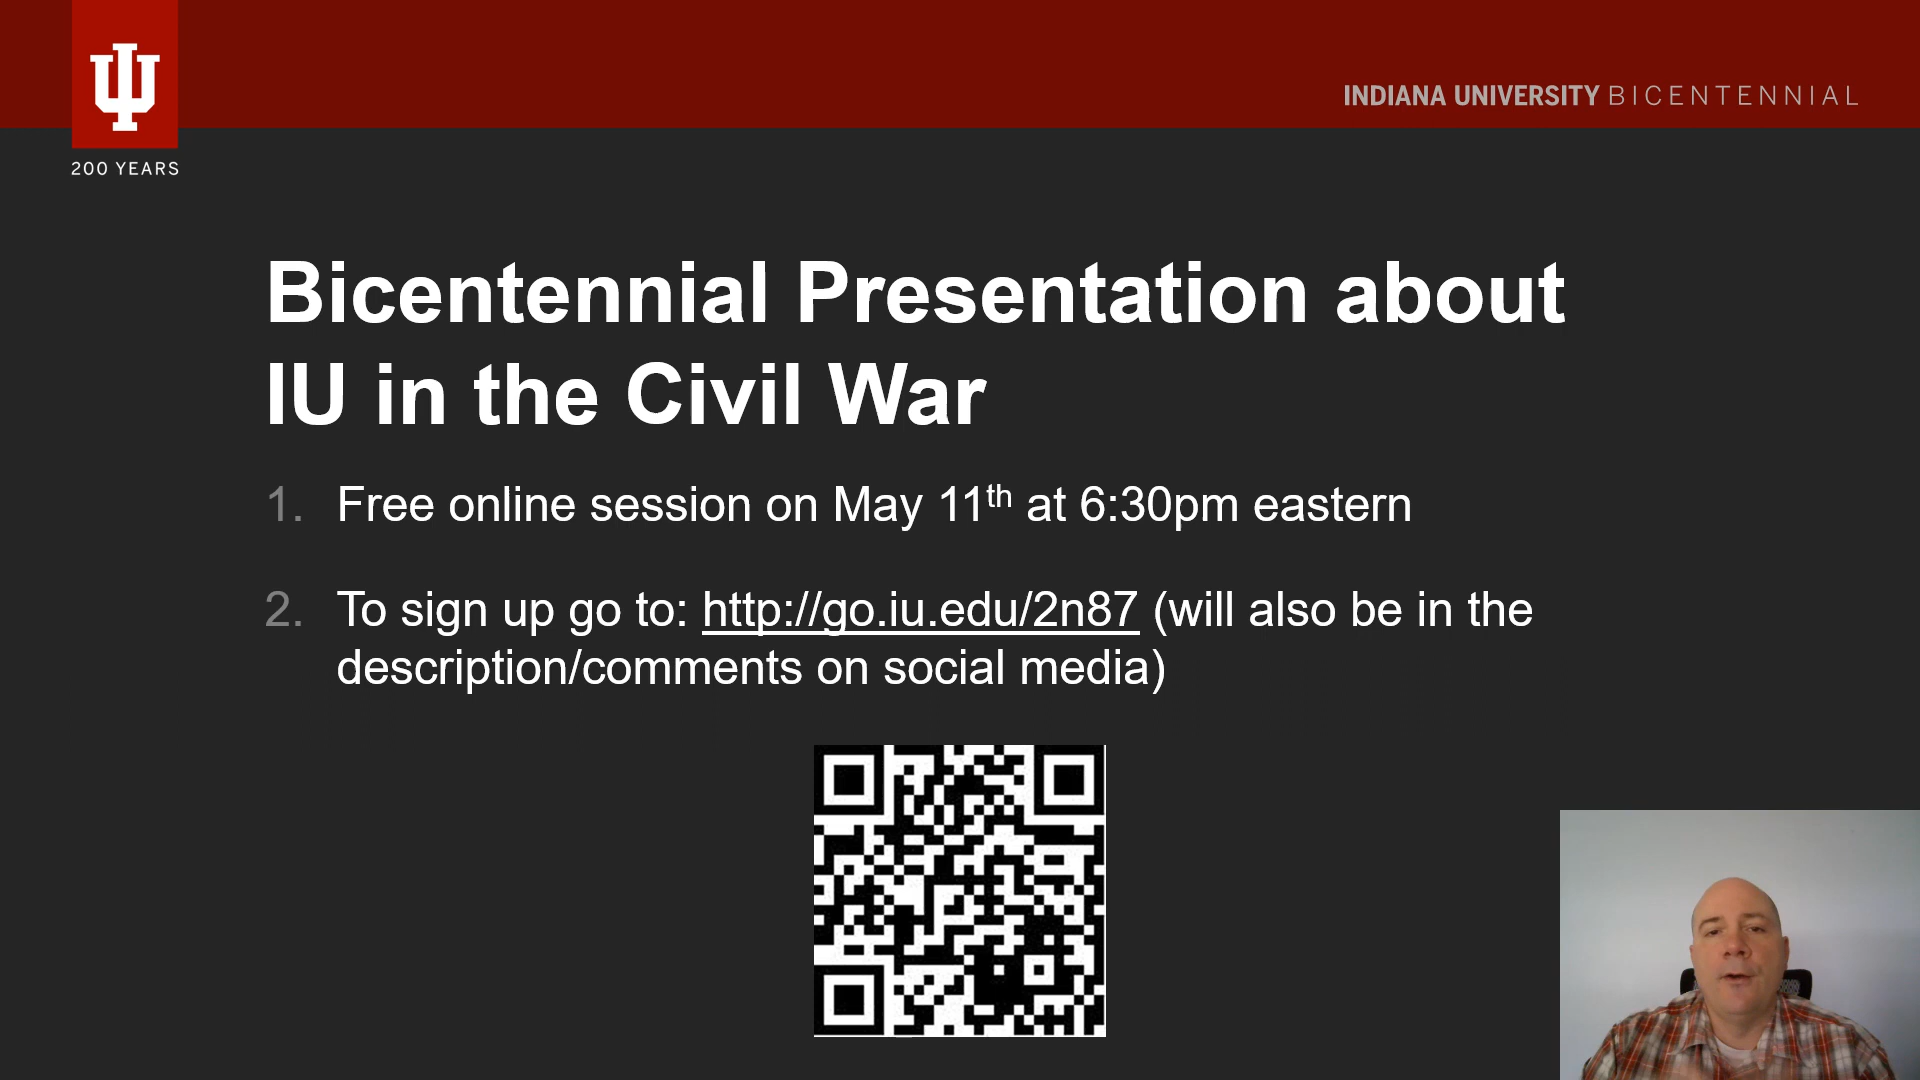 IU
INDIANA UNIVERSITY BICENTENNIAL
200 YEARS
Bicentennial Presentation about
IU in the Civil War
1. Free online session on May 11th at 6:30pm eastern
2. To sign up go to: http://go.iu.edu/2n87 (will also be in the
description/comments on social media)